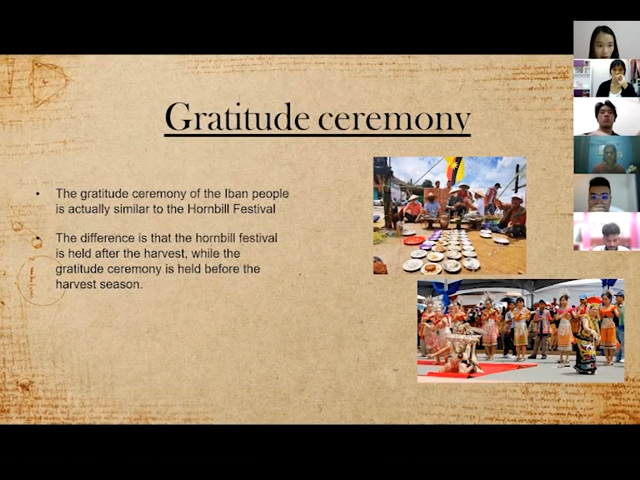 Gratitude ceremony
• The gratitude ceremony of the Iban people
is actually similar to the Hornbill Festival
• The difference is that the hornbill festival
is held after the harvest, while the
gratitude ceremony is held before the
harvest season.